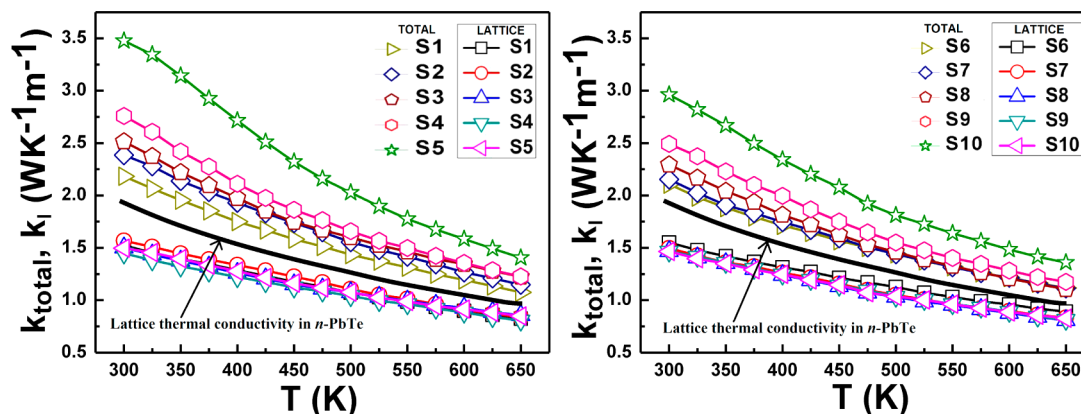 k_total, k_l (WK⁻¹m⁻¹)
3.5
3.0
2.5
2.0
1.5
1.0
0.5
TOTAL
S1
S2
S3
S4
S5
LATTICE
S1
S2
S3
S4
S5
Lattice thermal conductivity in n-PbTe
300 350 400 450 500 550 600 650
T (K)
k_total, k_l (WK⁻¹m⁻¹)
3.5
3.0
2.5
2.0
1.5
1.0
0.5
TOTAL
S6
S7
S8
S9
S10
LATTICE
S6
S7
S8
S9
S10
Lattice thermal conductivity in n-PbTe
300 350 400 450 500 550 600 650
T (K)